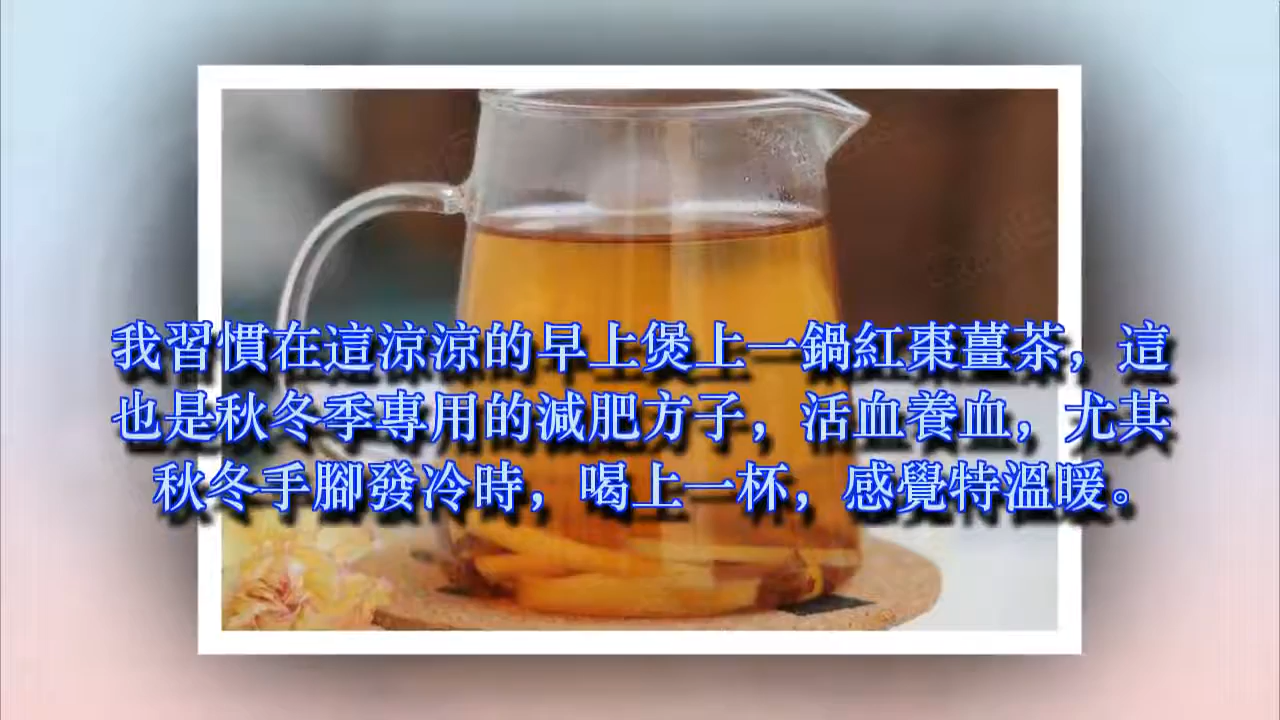 我習慣在這涼涼的早上煲上一鍋紅棗薑茶，這
也是秋冬季專用的減肥方子，活血養血，尤其
秋冬手腳發冷時，喝上一杯，感覺特溫暖。